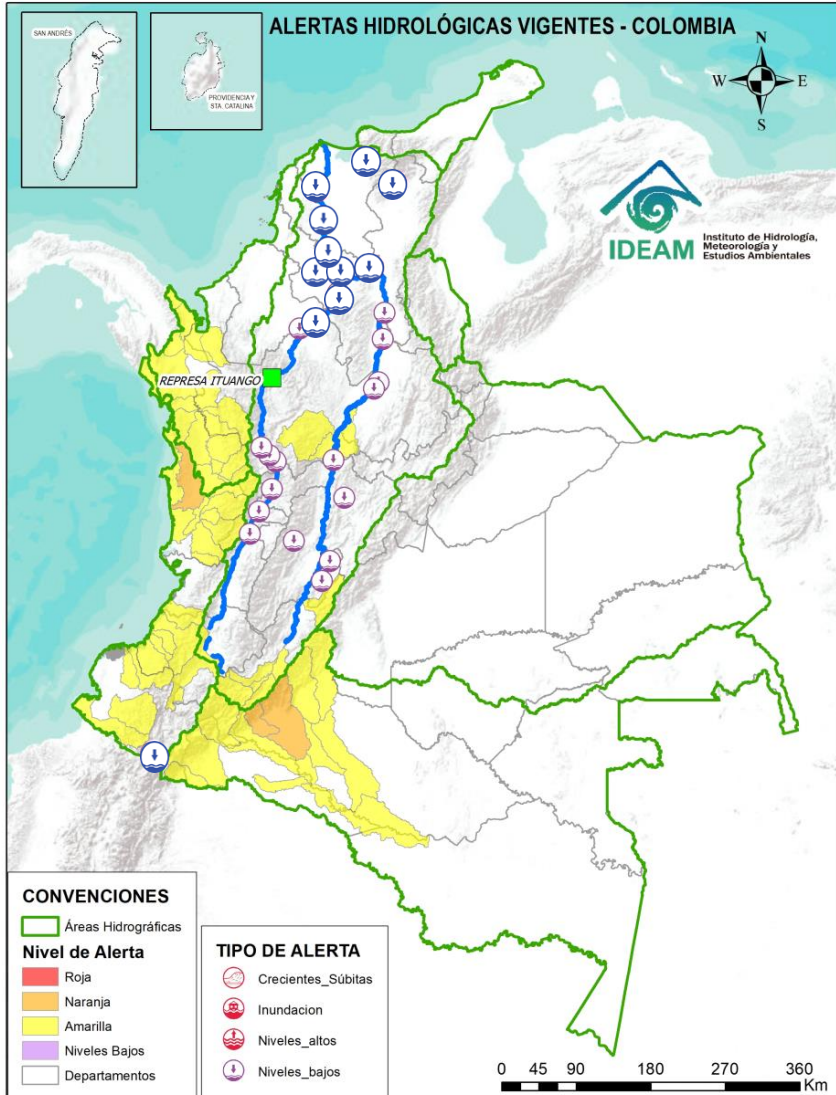 ALERTAS HIDROLÓGICAS VIGENTES - COLOMBIA
SAN ANDRÉS
PROVIDENCIA Y
STA. CATALINA
N
W
E
S
IDEAM
Instituto de Hidrología,
Meteorología y
Estudios Ambientales
REPRESA ITUANGO
CONVENCIONES
Áreas Hidrográficas
Nivel de Alerta
Roja
Naranja
Amarilla
Niveles Bajos
Departamentos
TIPO DE ALERTA
Crecientes_Súbitas
Inundacion
Niveles_altos
Niveles_bajos
0 45 90 180 270 360
Km